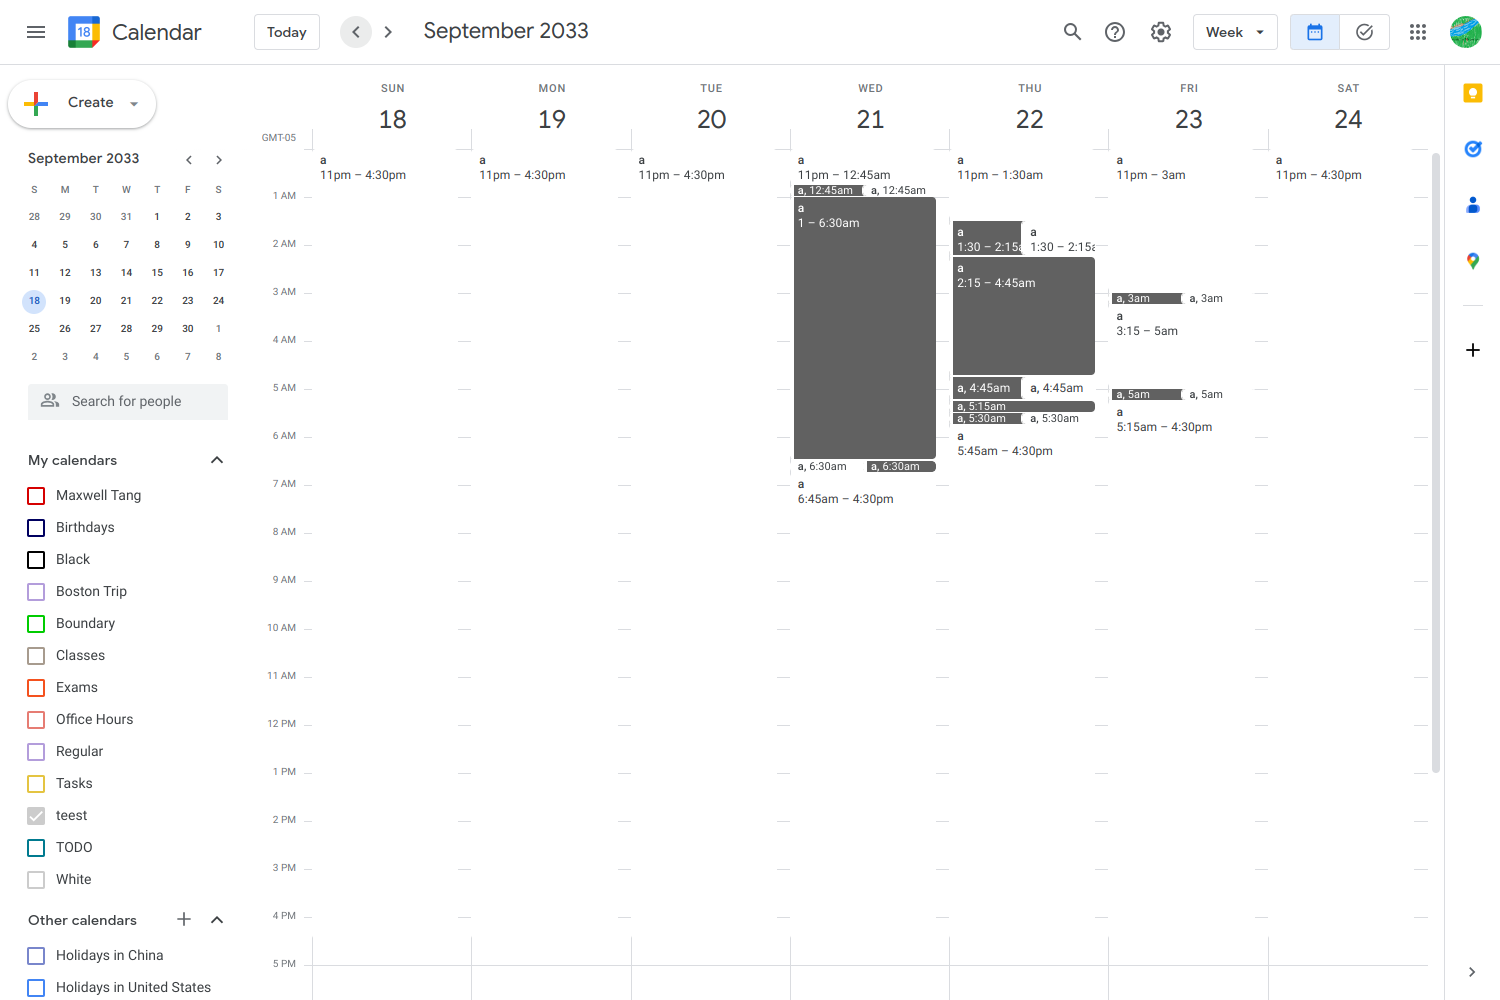 18 Calendar Today September 2033 Week
Create
September 2033
S M T W T F S
28 29 30 31 1 2 3
4 5 6 7 8 9 10
11 12 13 14 15 16 17
18 19 20 21 22 23 24
25 26 27 28 29 30 1
2 3 4 5 6 7 8
Search for people
My calendars
Maxwell Tang
Birthdays
Black
Boston Trip
Boundary
Classes
Exams
Office Hours
Regular
Tasks
teest
TODO
White
Other calendars
Holidays in China
Holidays in United States
SUN MON TUE WED THU FRI SAT
18 19 20 21 22 23 24
GMT-05
1 AM
2 AM
3 AM
4 AM
5 AM
6 AM
7 AM
8 AM
9 AM
10 AM
11 AM
12 PM
1 PM
2 PM
3 PM
4 PM
5 PM
a
11pm – 4:30pm
a
11pm – 4:30pm
a
11pm – 4:30pm
a
11pm – 12:45am
a, 12:45am a, 12:45am
a
1 – 6:30am
a, 6:30am a, 6:30am
a
6:45am – 4:30pm
a
11pm – 1:30am
a
1:30 – 2:15a
a
1:30 – 2:15a
a
2:15 – 4:45am
a, 4:45am a, 4:45am
a, 5:15am
a, 5:30am a, 5:30am
a
5:45am – 4:30pm
a
11pm – 3am
a, 3am a, 3am
a
3:15 – 5am
a, 5am a, 5am
a
5:15am – 4:30pm
a
11pm – 4:30pm